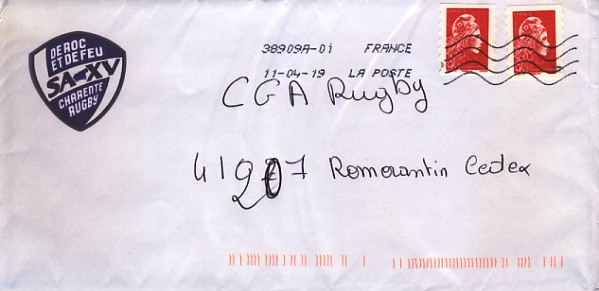 DE ROC
ET DE FEU
SA XV
CHARENTE
RUGBY
38909A-01 FRANCE
11-04-19 LA POSTE
CGA Rugby
41207 Romorantin Cedex